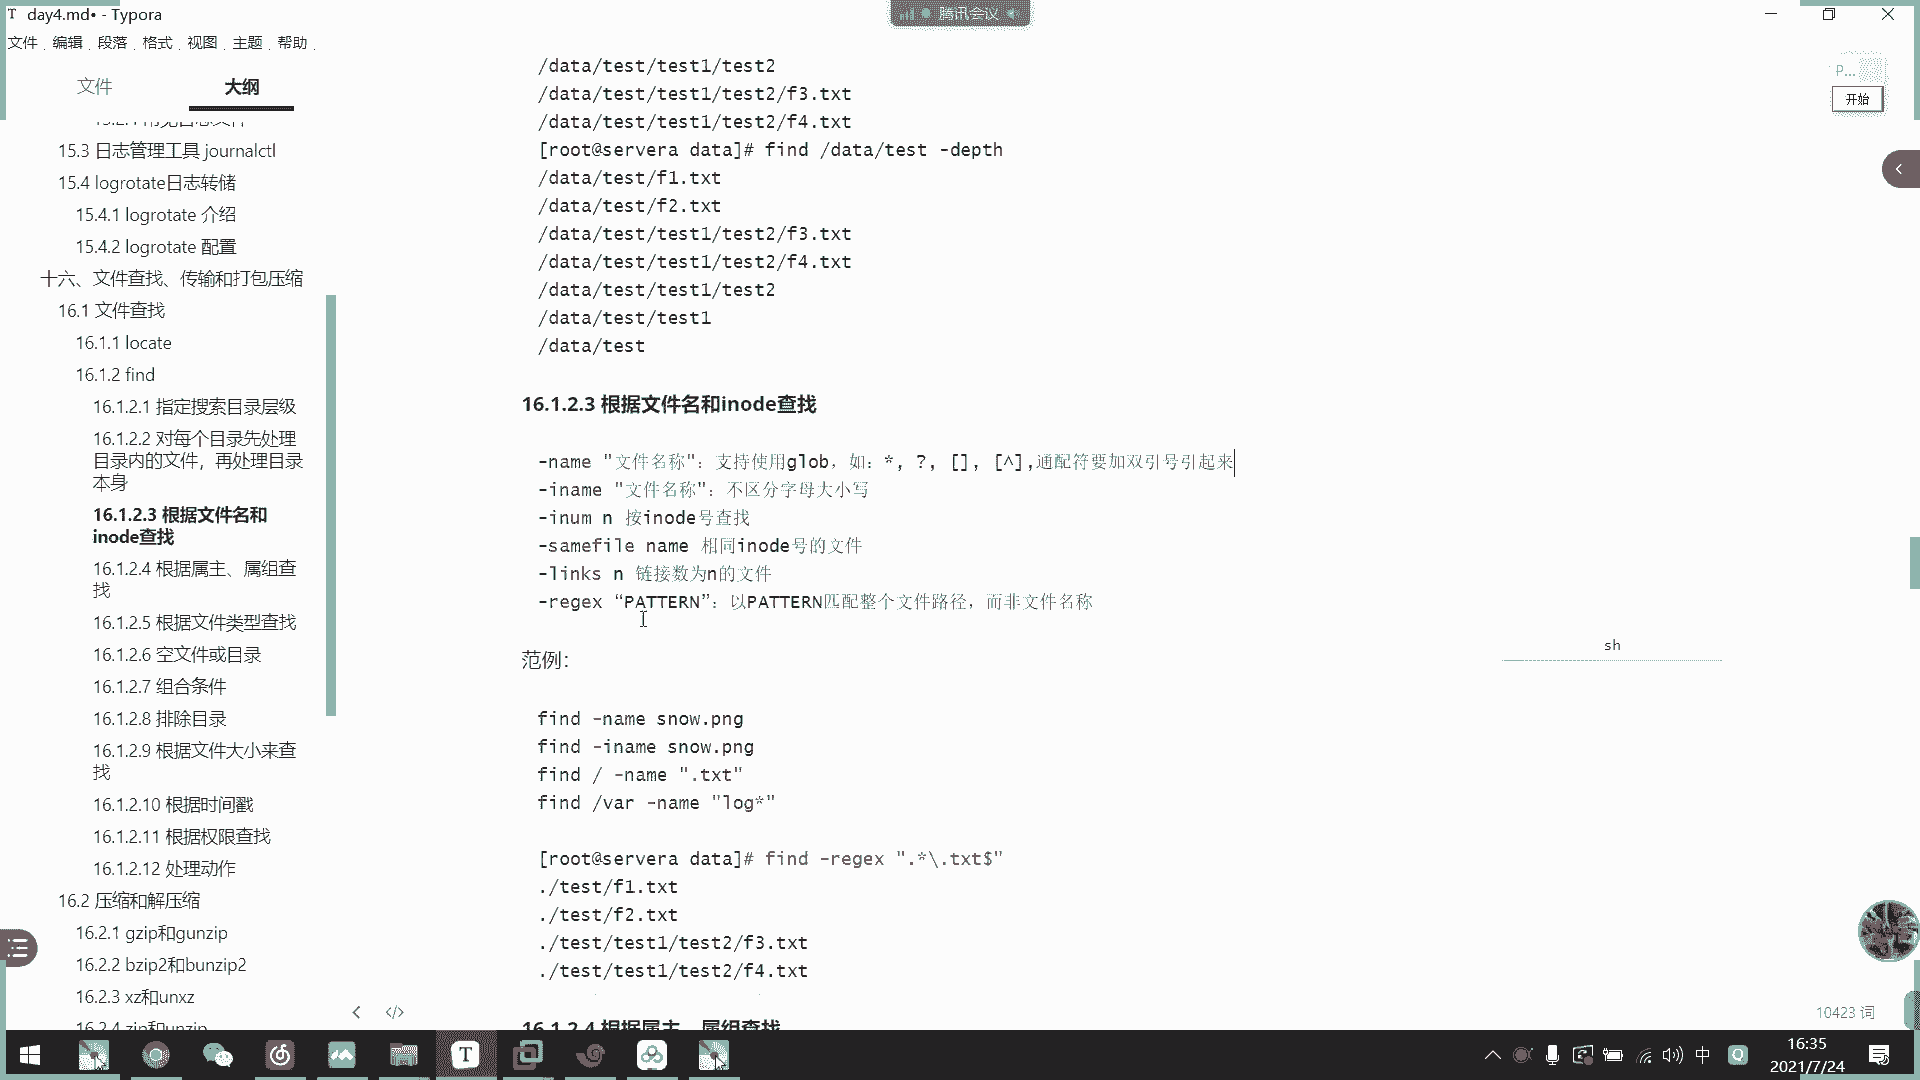 day4.md• - Typora
腾讯会议
文件 编辑 段落 格式 视图 主题 帮助
文件
大纲
15.3 日志管理工具 journalctl
15.4 logrotate日志转储
15.4.1 logrotate 介绍
15.4.2 logrotate 配置
十六、文件查找、传输和打包压缩
16.1 文件查找
16.1.1 locate
16.1.2 find
16.1.2.1 指定搜索目录层级
16.1.2.2 对每个目录先处理
目录内的文件，再处理目录
本身
16.1.2.3 根据文件名和
inode查找
16.1.2.4 根据属主、属组查
找
16.1.2.5 根据文件类型查找
16.1.2.6 空文件或目录
16.1.2.7 组合条件
16.1.2.8 排除目录
16.1.2.9 根据文件大小来查
找
16.1.2.10 根据时间戳
16.1.2.11 根据权限查找
16.1.2.12 处理动作
16.2 压缩和解压缩
16.2.1 gzip和gunzip
16.2.2 bzip2和bunzip2
16.2.3 xz和unxz
16.2.4 zip和unzip
/data/test/test1/test2
/data/test/test1/test2/f3.txt
/data/test/test1/test2/f4.txt
[root@servera data]# find /data/test -depth
/data/test/f1.txt
/data/test/f2.txt
/data/test/test1/test2/f3.txt
/data/test/test1/test2/f4.txt
/data/test/test1/test2
/data/test/test1
/data/test
16.1.2.3 根据文件名和inode查找
-name "文件名称"：支持使用glob，如：*, ?, [], [^],通配符要加双引号引起来
-iname "文件名称"：不区分字母大小写
-inum n 按inode号查找
-samefile name 相同inode号的文件
-links n 链接数为n的文件
-regex “PATTERN”：以PATTERN匹配整个文件路径，而非文件名称
sh
范例：
find -name snow.png
find -iname snow.png
find / -name ".txt"
find /var -name "log*"
[root@servera data]# find -regex ".*\.txt$"
./test/f1.txt
./test/f2.txt
./test/test1/test2/f3.txt
./test/test1/test2/f4.txt
16.1.2.4 根据属主、属组查找
P...
开始
10423 词
中
16:35
2021/7/24